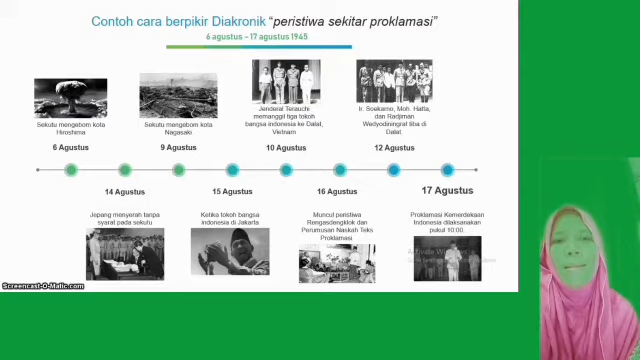 Contoh cara berpikir Diakronik "peristiwa sekitar proklamasi"
6 agustus – 17 agustus 1945
Sekutu mengebom kota
Hiroshima
6 Agustus
Sekutu mengebom kota
Nagasaki
9 Agustus
Jenderal Terauchi
memanggil tiga tokoh
bangsa indonesia ke Dalat,
Vietnam
10 Agustus
Ir. Soekarno, Moh. Hatta,
dan Radjiman
Wedyodiningrat tiba di
Dalat
12 Agustus
14 Agustus
Jepang menyerah tanpa
syarat pada sekutu
15 Agustus
Ketika tokoh bangsa
indonesia di Jakarta
16 Agustus
Muncul peristiwa
Rengasdengklok dan
Perumusan Naskah Teks
Proklamasi
17 Agustus
Proklamasi Kemerdekaan
Indonesia dilaksanakan
pukul 10:00.
Activate Windows
Screencast-O-Matic.com